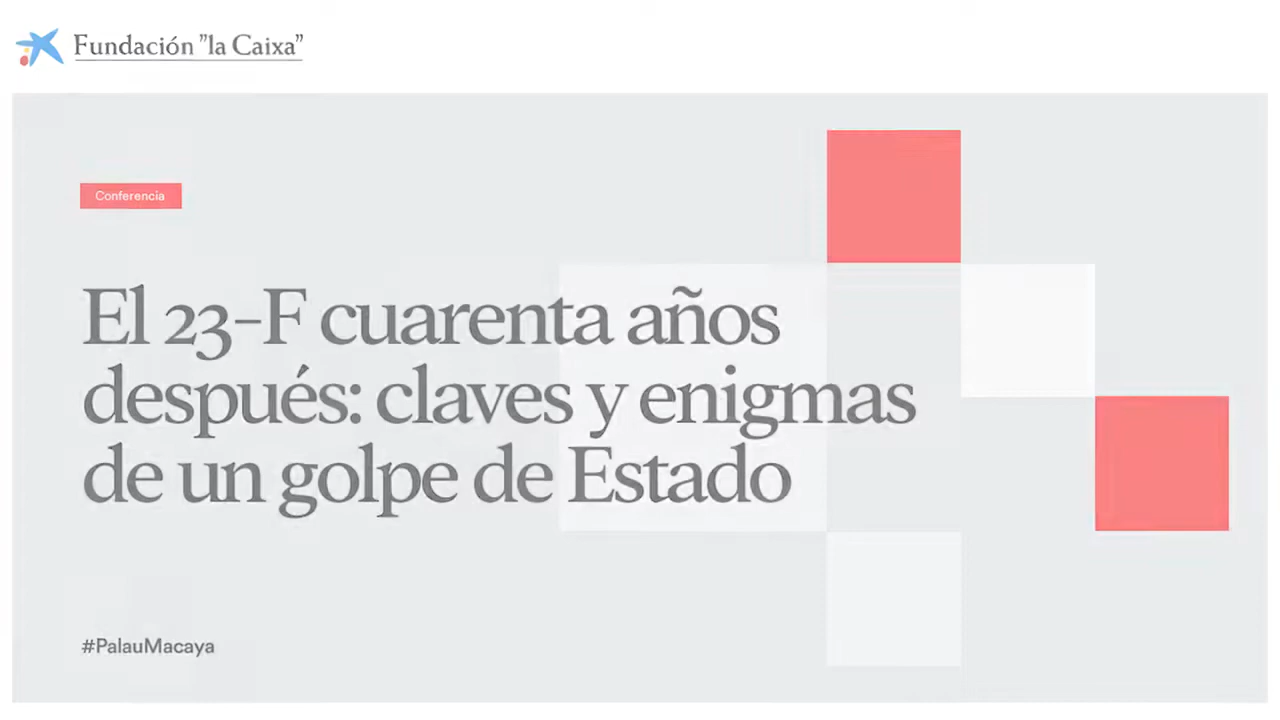 Fundación "la Caixa"
Conferencia
El 23-F cuarenta años
después: claves y enigmas
de un golpe de Estado
#PalauMacaya